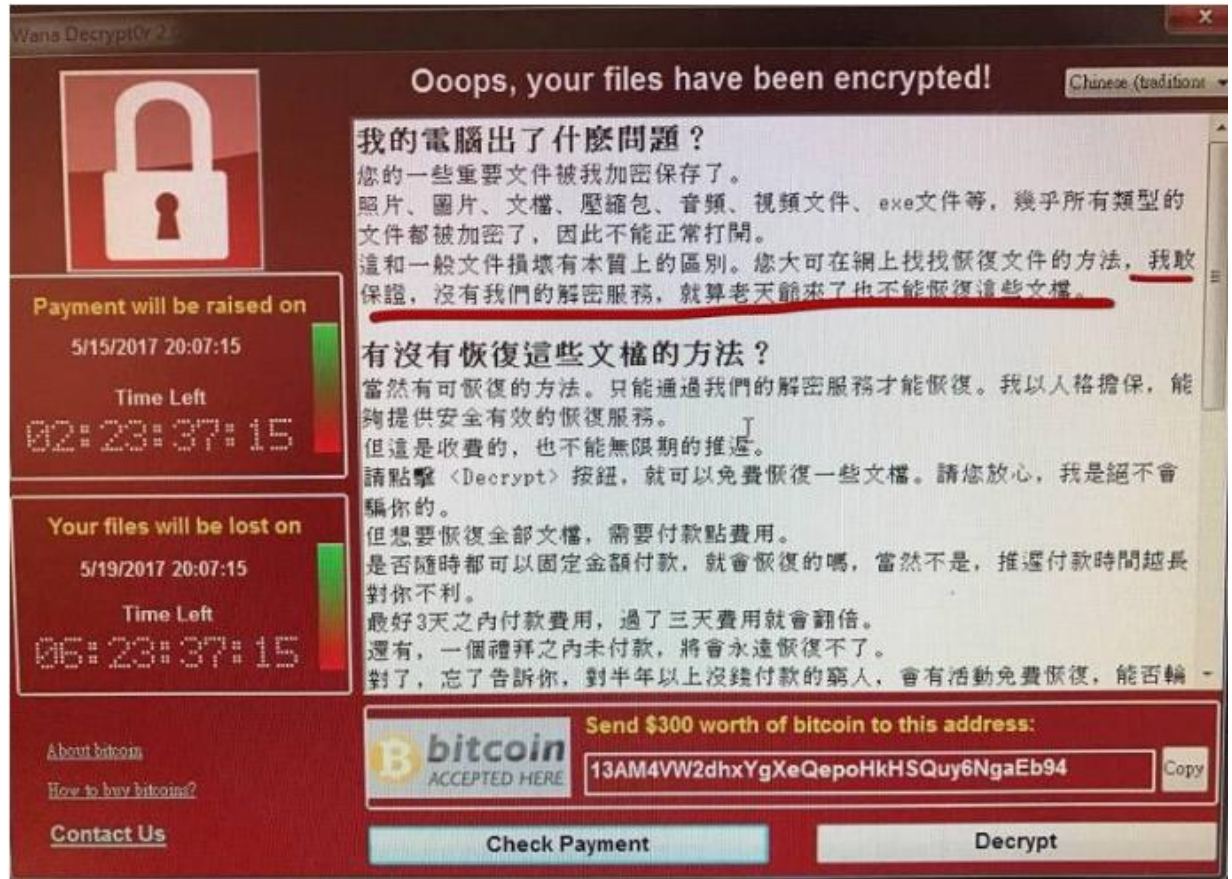 Wana Decrypt0r 2.0
Ooops, your files have been encrypted!
Chinese (traditiona
我的電腦出了什麼問題？
您的一些重要文件被我加密保存了。
照片、圖片、文檔、壓縮包、音頻、視頻文件、exe文件等，幾乎所有類型的
文件都被加密了，因此不能正常打開。
這和一般文件損壞有本質上的區別。您大可在網上找找恢復文件的方法，我敢
保證，沒有我們的解密服務，就算老天爺來了也不能恢復這些文檔。
有沒有恢復這些文檔的方法？
當然有可恢復的方法。只能通過我們的解密服務才能恢復。我以人格擔保，能
夠提供安全有效的恢復服務。
但這是收費的，也不能無限期的推遲。
請點擊 <Decrypt> 按鈕，就可以免費恢復一些文檔。請您放心，我是絕不會
騙你的。
但想要恢復全部文檔，需要付款點費用。
是否隨時都可以固定金額付款，就會恢復的嗎，當然不是，推遲付款時間越長
對你不利。
最好3天之內付款費用，過了三天費用就會翻倍。
還有，一個禮拜之內未付款，將會永遠恢復不了。
對了，忘了告訴你，對半年以上沒錢付款的窮人，會有活動免費恢復，能否輪
Payment will be raised on
5/15/2017 20:07:15
Time Left
02:23:37:15
Your files will be lost on
5/19/2017 20:07:15
Time Left
06:23:37:15
About bitcoin
How to buy bitcoins?
Contact Us
bitcoin
ACCEPTED HERE
Send $300 worth of bitcoin to this address:
13AM4VW2dhxYgXeQepoHkHSQuy6NgaEb94
Copy
Check Payment
Decrypt